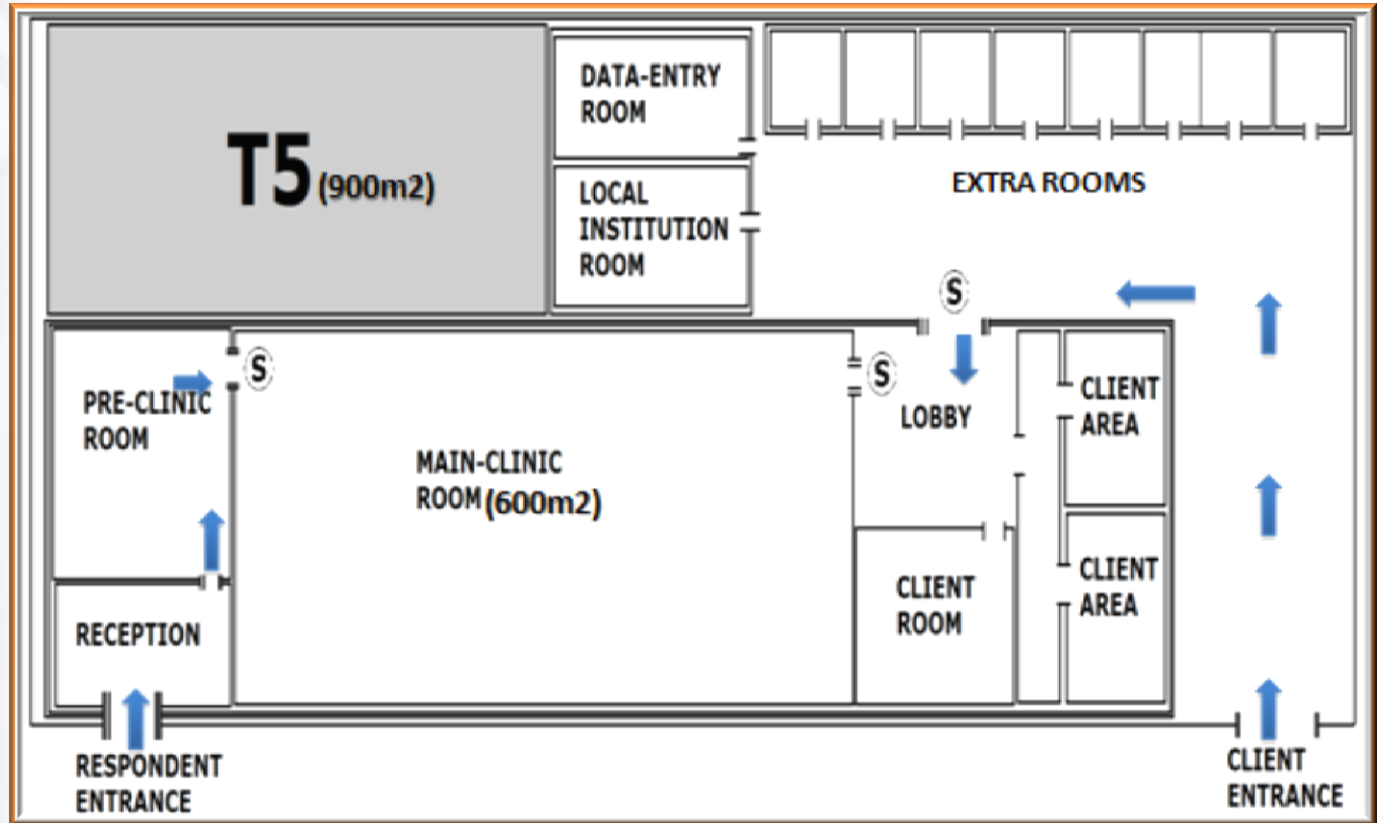 T5 (900m2)
DATA-ENTRY
ROOM
LOCAL
INSTITUTION
ROOM
EXTRA ROOMS
S
S
S
PRE-CLINIC
ROOM
MAIN-CLINIC
ROOM (600m2)
LOBBY
CLIENT
AREA
CLIENT
ROOM
CLIENT
AREA
RECEPTION
RESPONDENT
ENTRANCE
CLIENT
ENTRANCE